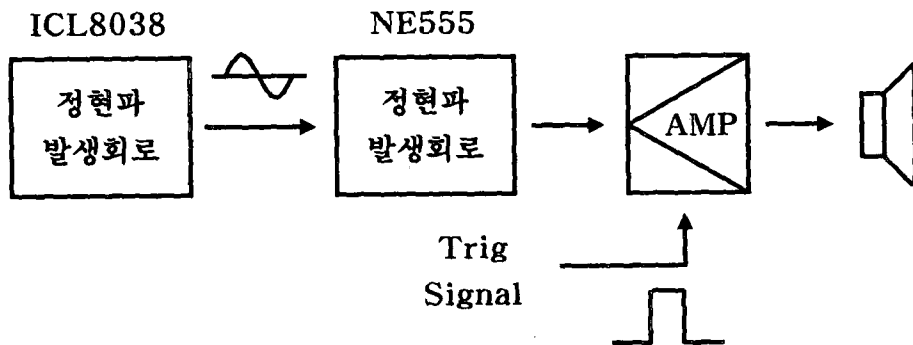 ICL8038
NE555
정현파
발생회로
정현파
발생회로
AMP
Trig
Signal